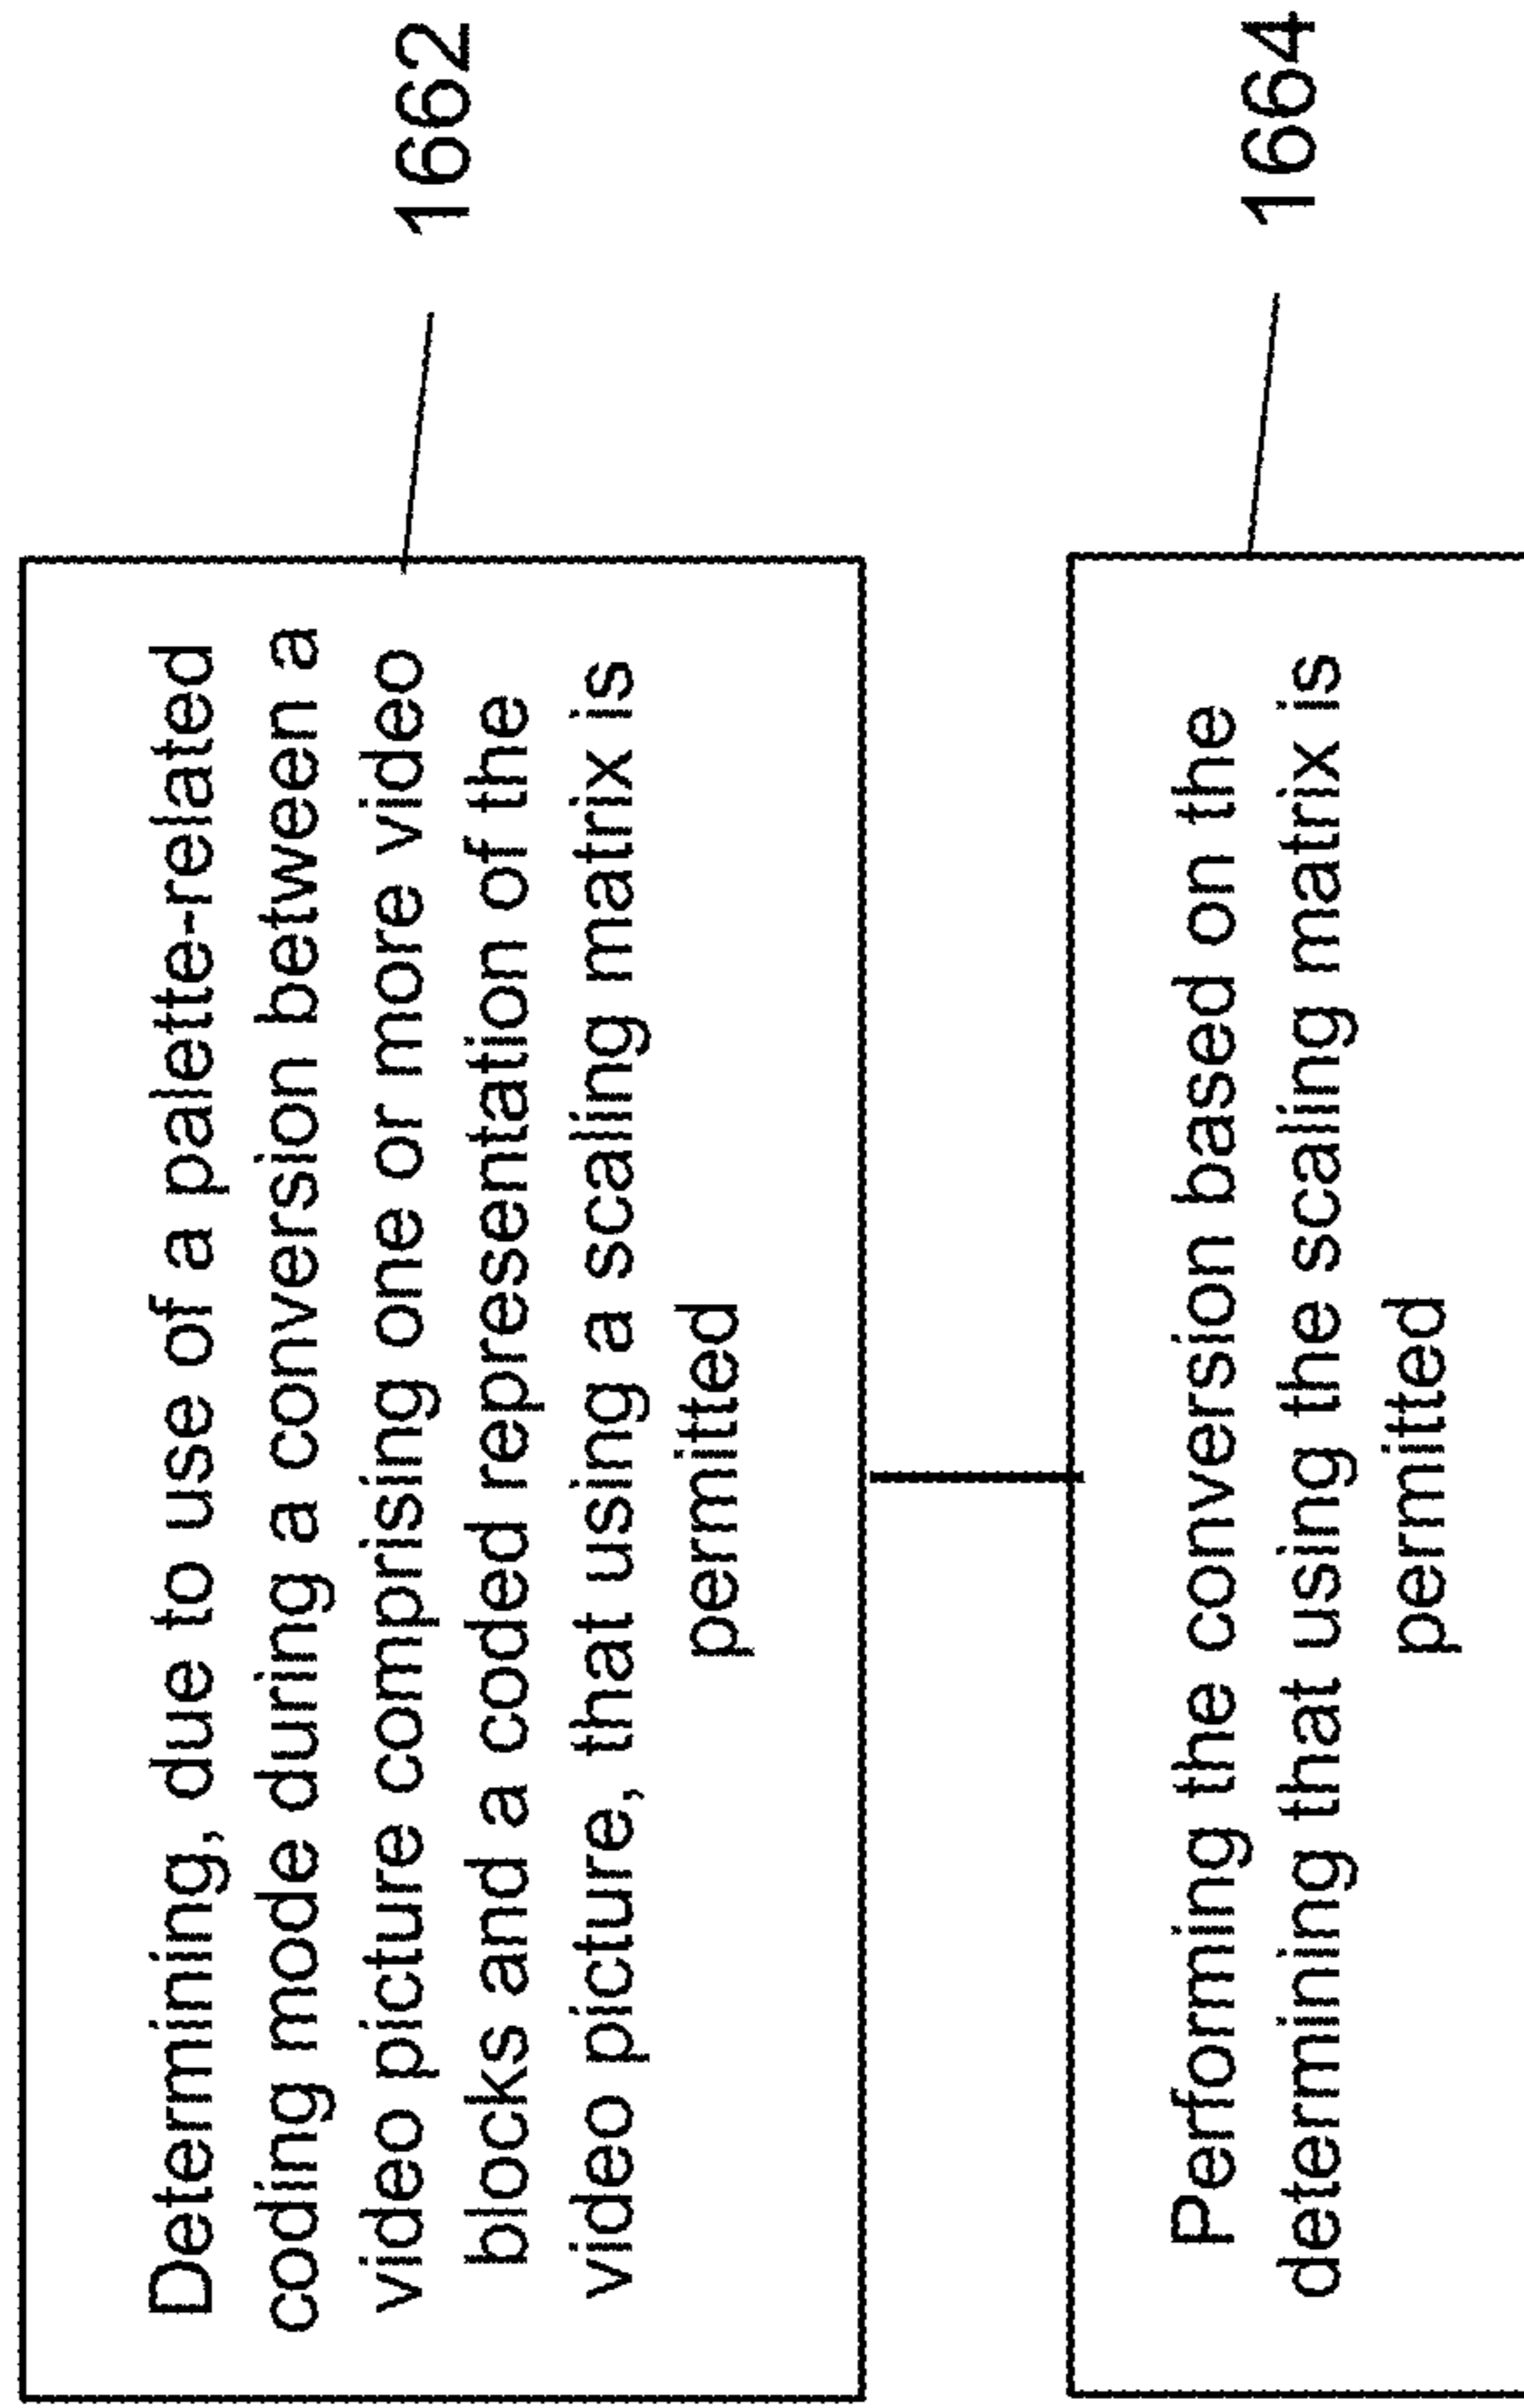 Determining, due to use of a palette-related
coding mode during a conversion between a
video picture comprising one or more video
blocks and a coded representation of the
video picture, that using a scaling matrix is
permitted
1662
Performing the conversion based on the
determining that using the scaling matrix is
permitted
1664